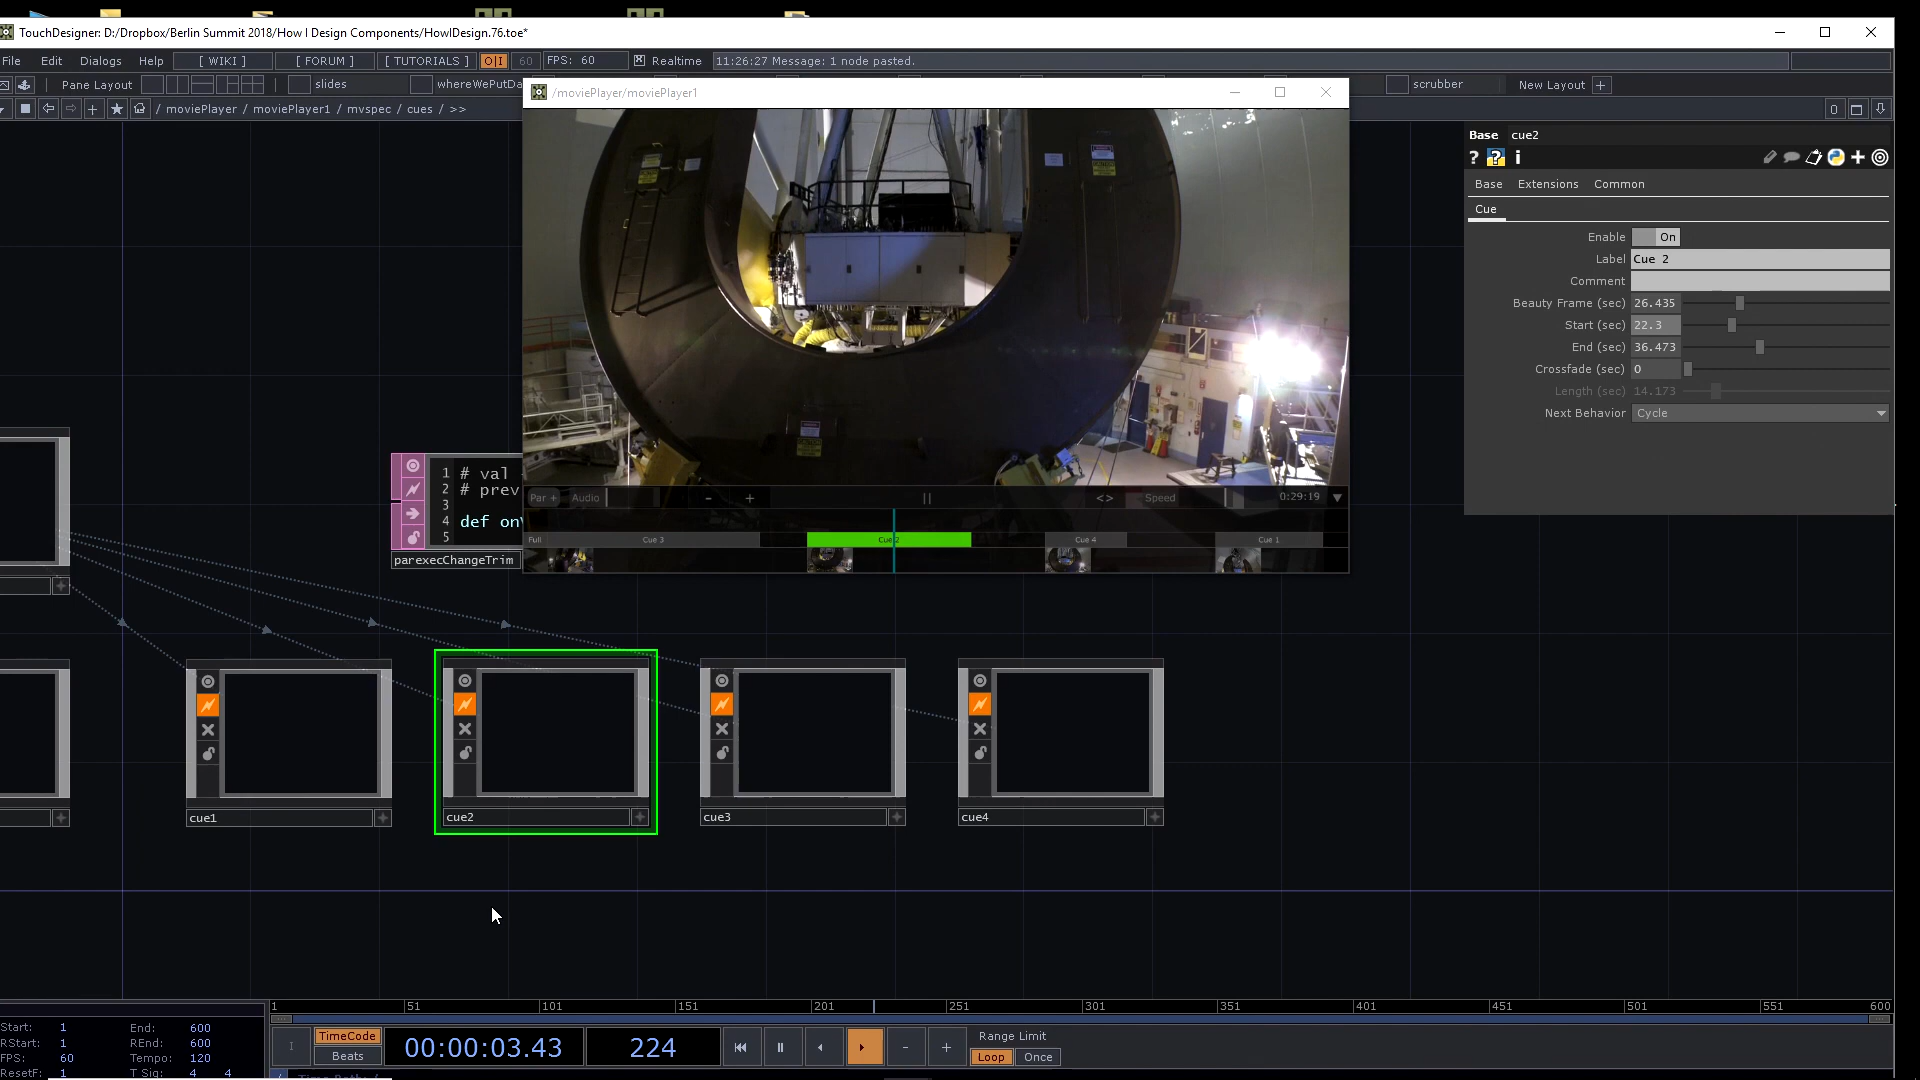 TouchDesigner: D:/Dropbox/Berlin Summit 2018/How I Design Components/HowIDesign.76.toe*
File Edit Dialogs Help [ WIKI ] [ FORUM ] [ TUTORIALS ] O|I 60 FPS: 60 Realtime 11:26:27 Message: 1 node pasted.
Pane Layout slides whereWePutDa scrubber New Layout +
/ moviePlayer / moviePlayer1 / mvspec / cues / >> 0
/moviePlayer/moviePlayer1
Base cue2
? ? i
Base Extensions Common
Cue
Enable On
Label Cue 2
Comment
Beauty Frame (sec) 26.435
Start (sec) 22.3
End (sec) 36.473
Crossfade (sec) 0
Length (sec) 14.173
Next Behavior Cycle
1 # val
2 # prev
3
4 def on
5
parexecChangeTrim
Par + Audio - + || <> Speed 0:29:19
Full Cue 3 Cue 2 Cue 4 Cue 1
cue1 cue2 cue3 cue4
1 51 101 151 201 251 301 351 401 451 501 551 600
Start: 1 End: 600
RStart: 1 REnd: 600
FPS: 60 Tempo: 120
ResetF: 1 T Sig: 4 4
I TimeCode Beats 00:00:03.43 224 - + Range Limit
Loop Once